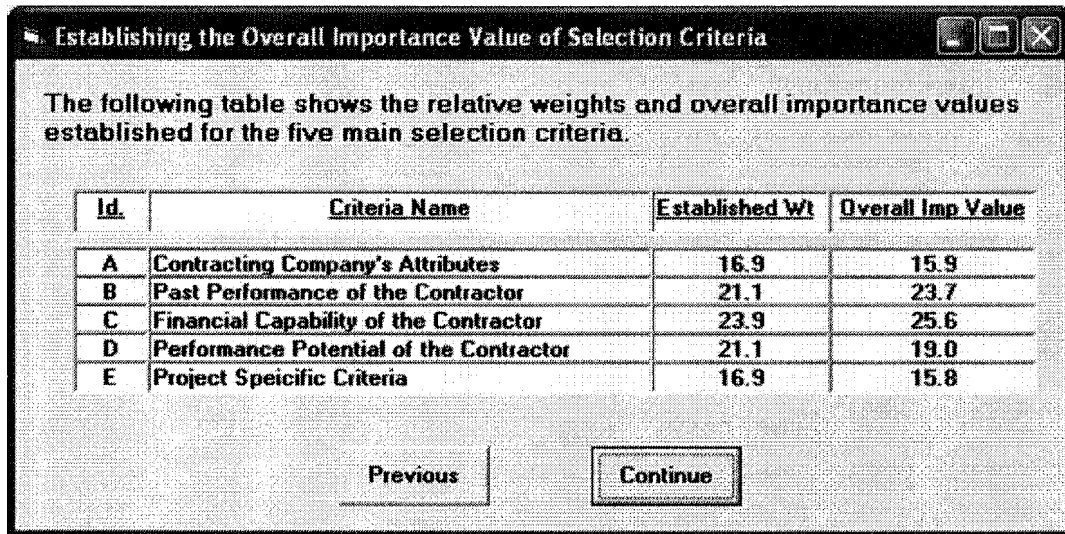 Establishing the Overall Importance Value of Selection Criteria
The following table shows the relative weights and overall importance values
established for the five main selection criteria.
Id. Criteria Name Established Wt Overall Imp Value
A Contracting Company's Attributes 16.9 15.9
B Past Performance of the Contractor 21.1 23.7
C Financial Capability of the Contractor 23.9 25.6
D Performance Potential of the Contractor 21.1 19.0
E Project Speicific Criteria 16.9 15.8
Previous Continue